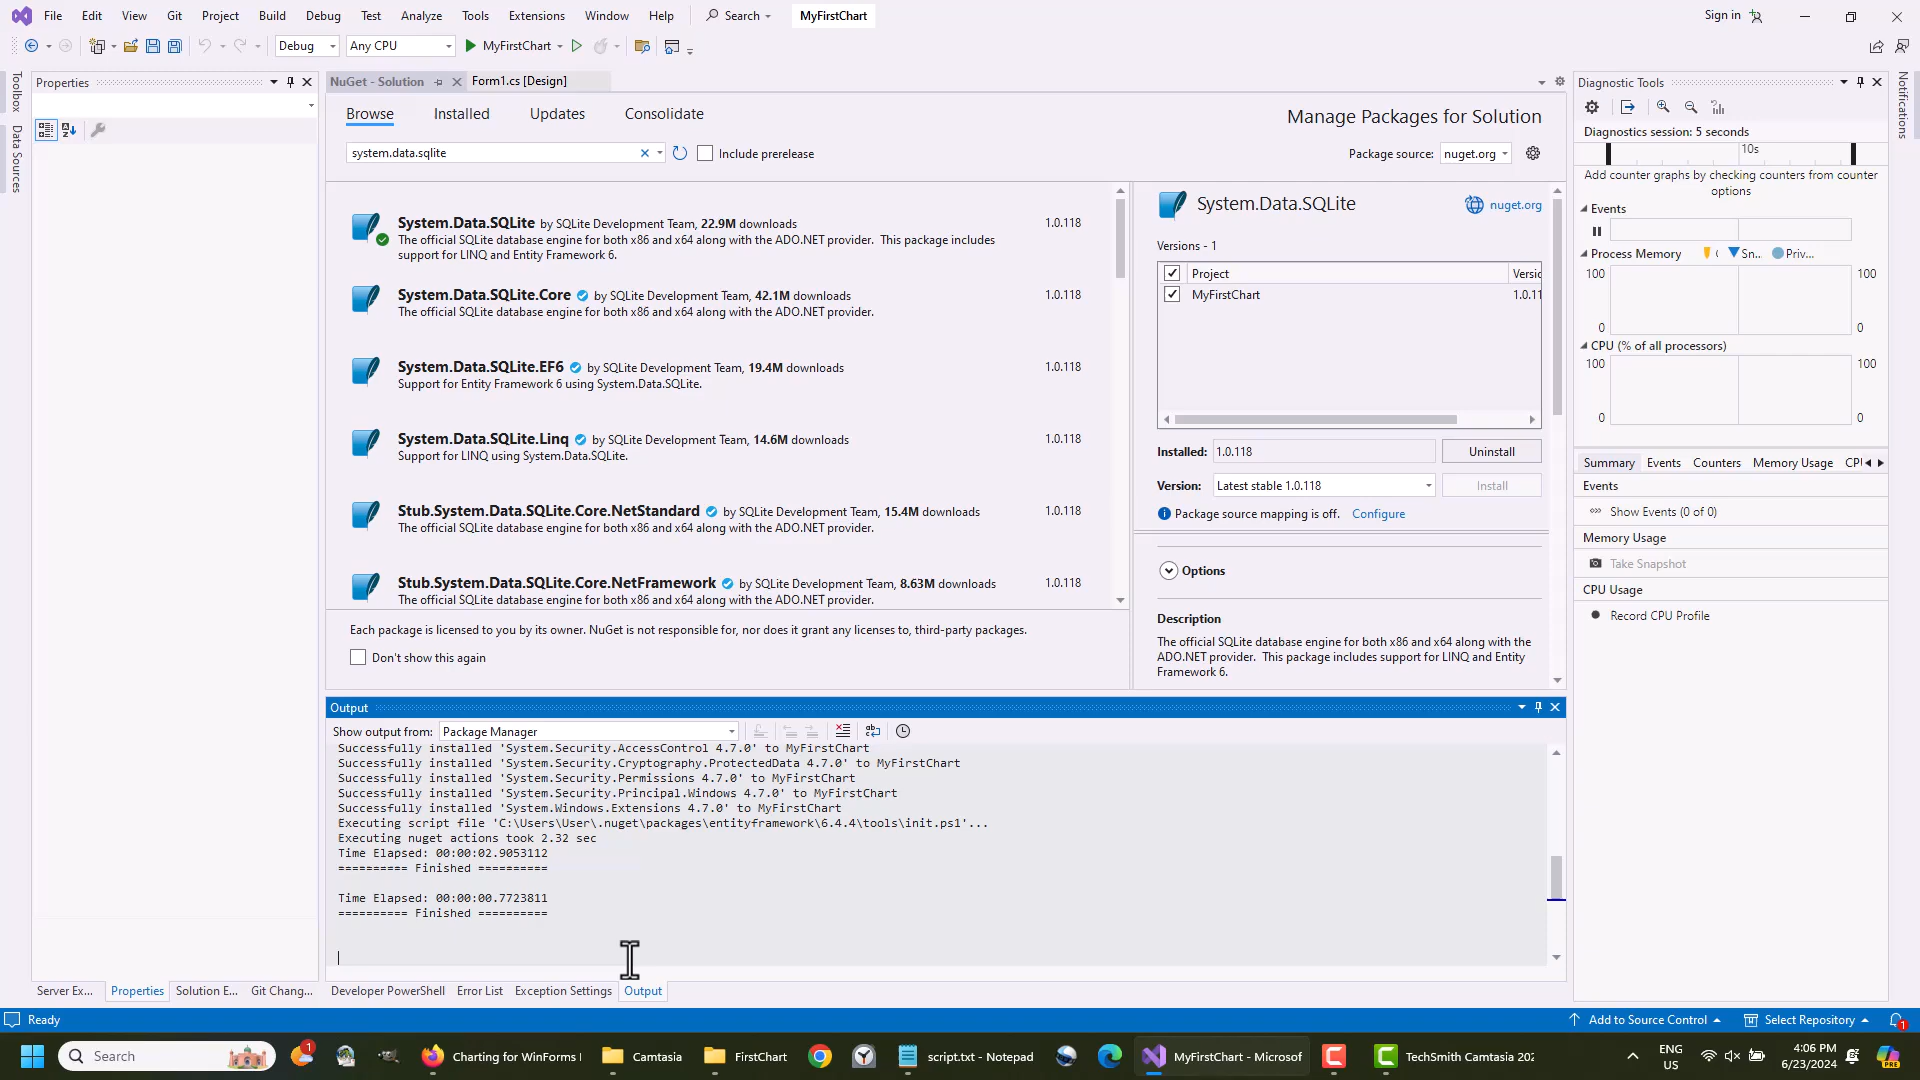 File Edit View Git Project Build Debug Test Analyze Tools Extensions Window Help Search MyFirstChart Sign in
Debug Any CPU MyFirstChart
Toolbox
Data Sources
Properties
NuGet - Solution Form1.cs [Design]
Browse Installed Updates Consolidate Manage Packages for Solution
system.data.sqlite Include prerelease Package source: nuget.org
System.Data.SQLite by SQLite Development Team, 22.9M downloads 1.0.118
The official SQLite database engine for both x86 and x64 along with the ADO.NET provider. This package includes
support for LINQ and Entity Framework 6.
System.Data.SQLite.Core by SQLite Development Team, 42.1M downloads 1.0.118
The official SQLite database engine for both x86 and x64 along with the ADO.NET provider.
System.Data.SQLite.EF6 by SQLite Development Team, 19.4M downloads 1.0.118
Support for Entity Framework 6 using System.Data.SQLite.
System.Data.SQLite.Linq by SQLite Development Team, 14.6M downloads 1.0.118
Support for LINQ using System.Data.SQLite.
Stub.System.Data.SQLite.Core.NetStandard by SQLite Development Team, 15.4M downloads 1.0.118
The official SQLite database engine for both x86 and x64 along with the ADO.NET provider.
Stub.System.Data.SQLite.Core.NetFramework by SQLite Development Team, 8.63M downloads 1.0.118
The official SQLite database engine for both x86 and x64 along with the ADO.NET provider.
Each package is licensed to you by its owner. NuGet is not responsible for, nor does it grant any licenses to, third-party packages.
Don't show this again
System.Data.SQLite nuget.org
Versions - 1
Project Versic
MyFirstChart 1.0.11
Installed: 1.0.118 Uninstall
Version: Latest stable 1.0.118 Install
Package source mapping is off. Configure
Options
Description
The official SQLite database engine for both x86 and x64 along with the
ADO.NET provider. This package includes support for LINQ and Entity
Framework 6.
Diagnostic Tools
Diagnostics session: 5 seconds
10s
Add counter graphs by checking counters from counter
options
Events
Process Memory Sn... Priv...
100 100
0 0
CPU (% of all processors)
100 100
0 0
Summary Events Counters Memory Usage CPU
Events
Show Events (0 of 0)
Memory Usage
Take Snapshot
CPU Usage
Record CPU Profile
Notifications
Output
Show output from: Package Manager
Successfully installed 'System.Security.AccessControl 4.7.0' to MyFirstChart
Successfully installed 'System.Security.Cryptography.ProtectedData 4.7.0' to MyFirstChart
Successfully installed 'System.Security.Permissions 4.7.0' to MyFirstChart
Successfully installed 'System.Security.Principal.Windows 4.7.0' to MyFirstChart
Successfully installed 'System.Windows.Extensions 4.7.0' to MyFirstChart
Executing script file 'C:\Users\User\.nuget\packages\entityframework\6.4.4\tools\init.ps1'...
Executing nuget actions took 2.32 sec
Time Elapsed: 00:00:02.9053112
========== Finished ==========
Time Elapsed: 00:00:00.7723811
========== Finished ==========
Server Ex... Properties Solution E... Git Chang... Developer PowerShell Error List Exception Settings Output
Ready Add to Source Control Select Repository 1
Search 1 Charting for WinForms Camtasia FirstChart script.txt - Notepad MyFirstChart - Microsof TechSmith Camtasia 202 ENG 4:06 PM
US 6/23/2024 PRE